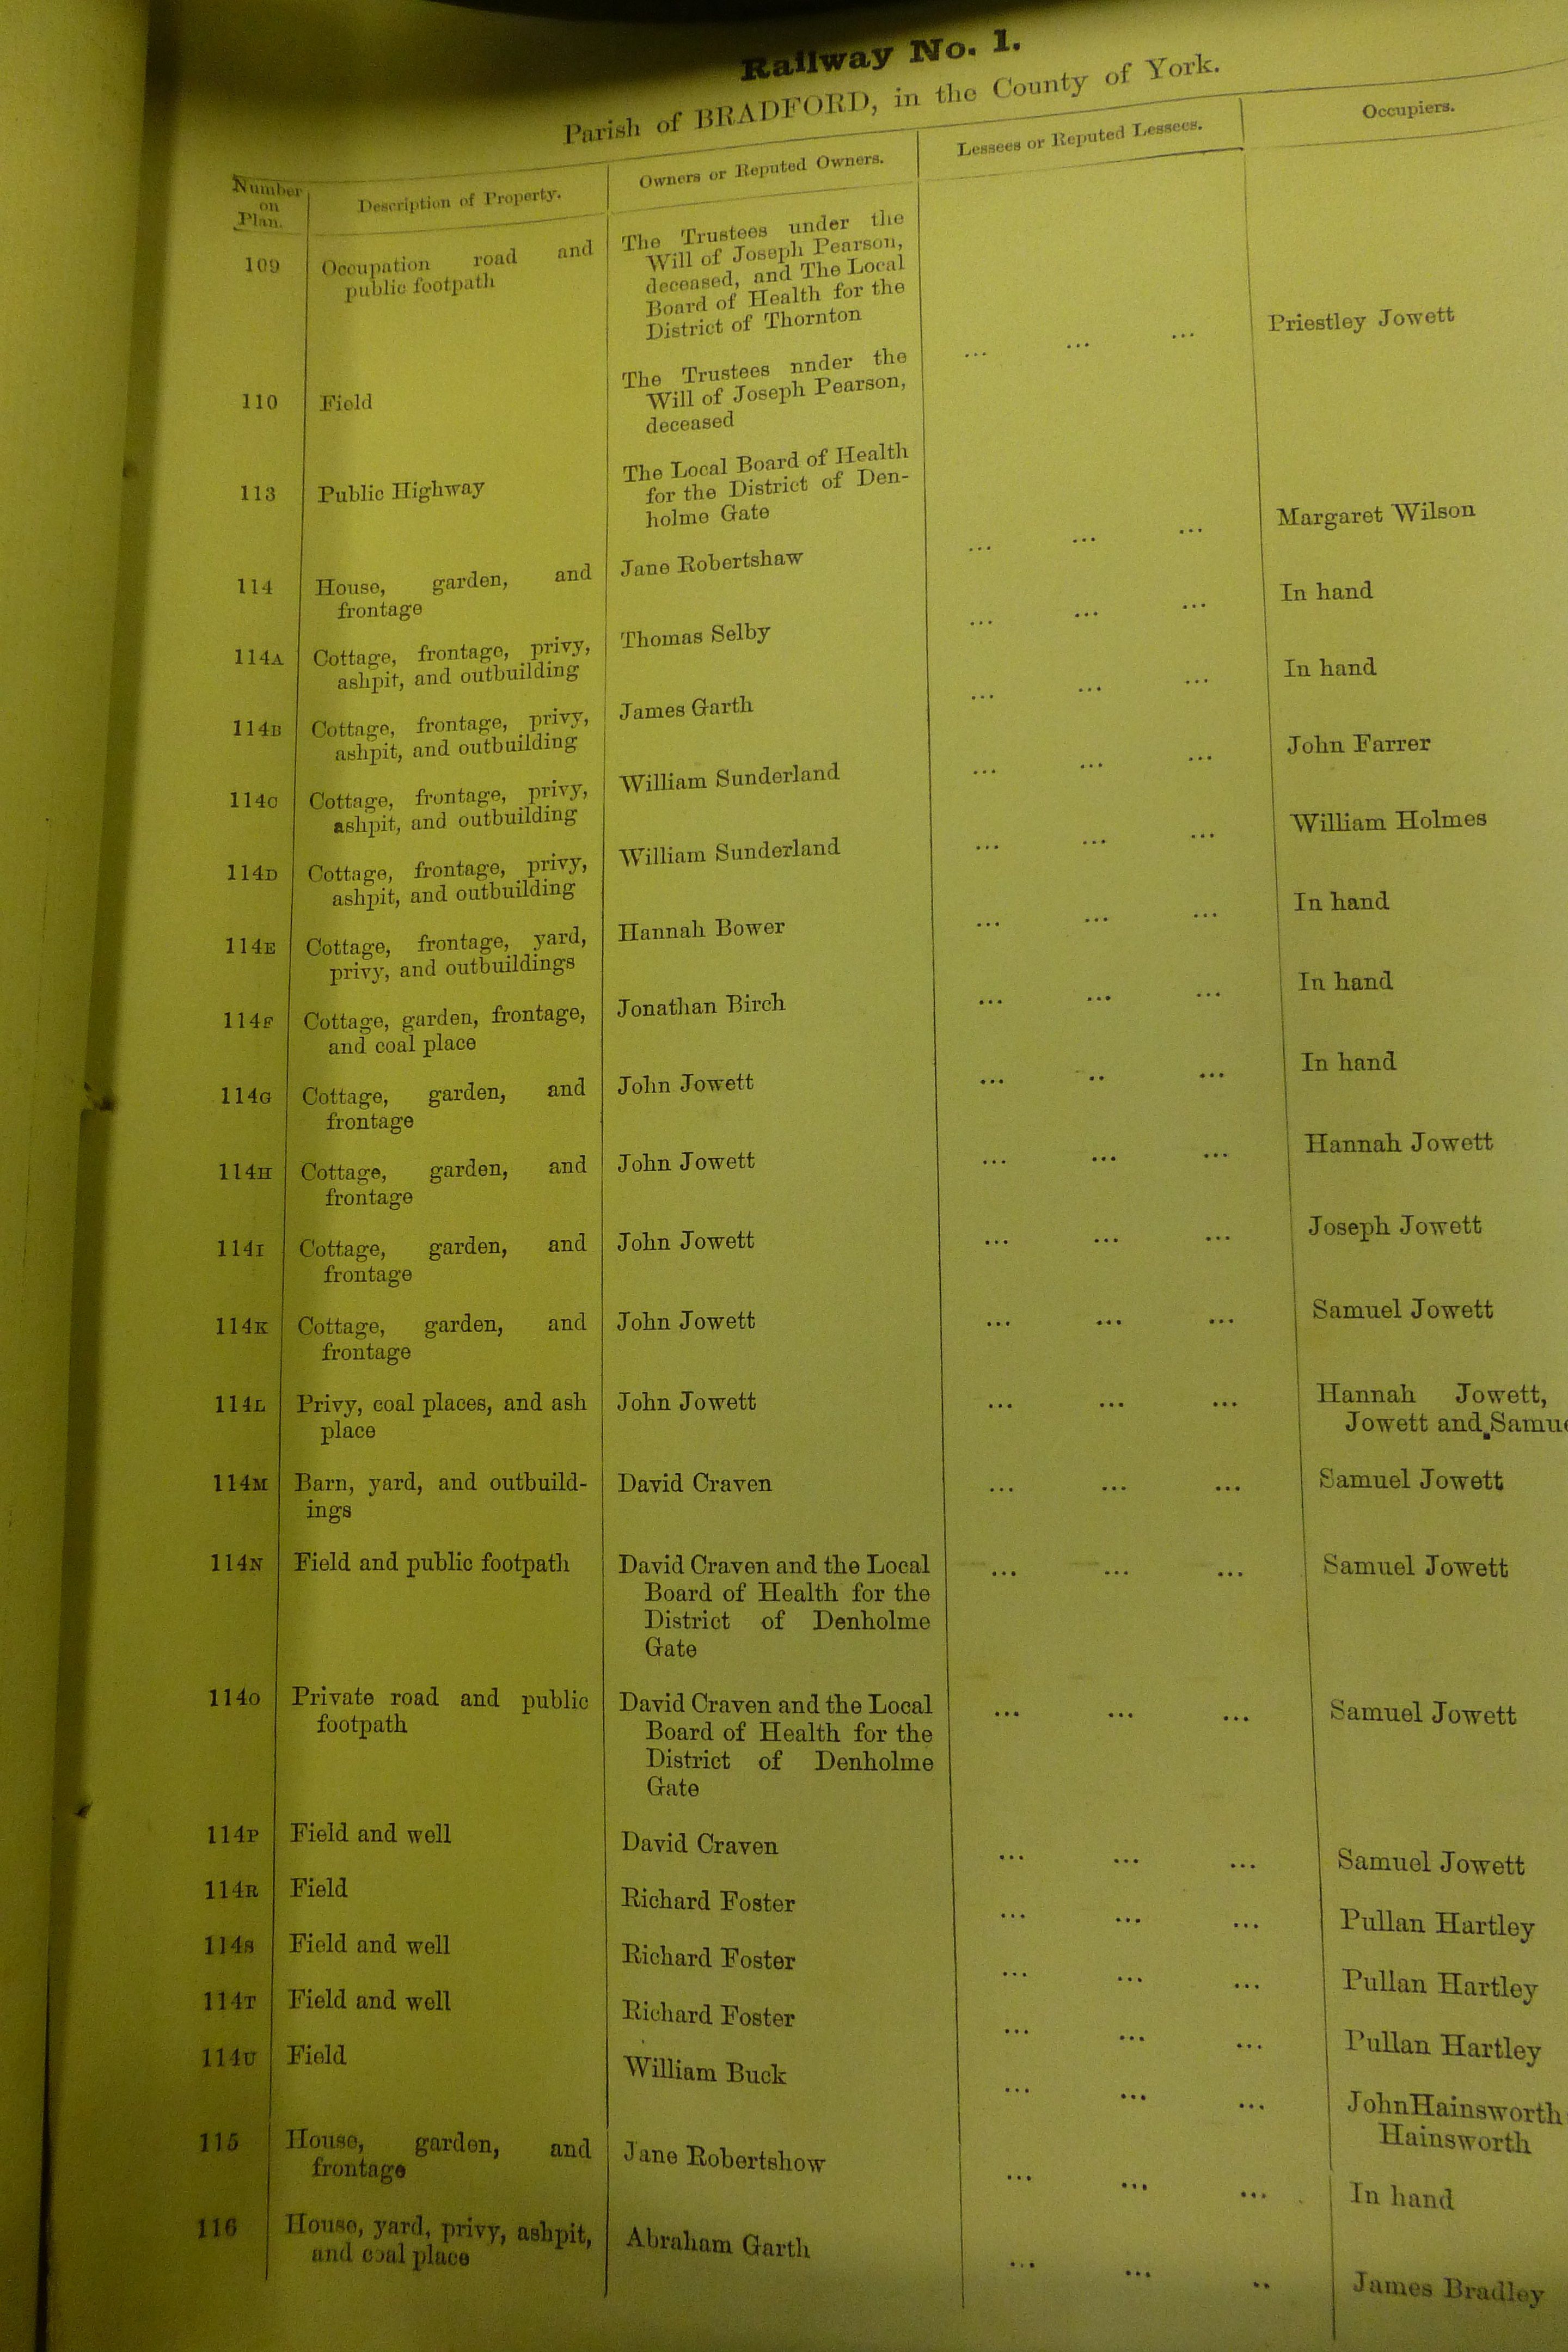 Railway No. 1.
Parish of BRADFORD, in the County of York.
Number on Plan. | Description of Property. | Owners or Reputed Owners. | Lessees or Reputed Lessees. | Occupiers.
109 Occupation road and The Trustees under the
public footpath Will of Joseph Pearson,
deceased, and The Local
Board of Health for the
District of Thornton
110 Field The Trustees nnder the ... ... ... Priestley Jowett
Will of Joseph Pearson,
deceased
113 Public Highway The Local Board of Health
for the District of Den-
holme Gate
114 House, garden, and Jane Robertshaw ... ... ... Margaret Wilson
frontage
114A Cottage, frontage, privy, Thomas Selby ... ... ... In hand
ashpit, and outbuilding
114B Cottage, frontage, privy, James Garth ... ... ... In hand
ashpit, and outbuilding
114C Cottage, frontage, privy, William Sunderland ... ... ... John Farrer
ashpit, and outbuilding
114D Cottage, frontage, privy, William Sunderland ... ... ... William Holmes
ashpit, and outbuilding
114E Cottage, frontage, yard, Hannah Bower ... ... ... In hand
privy, and outbuildings
114F Cottage, garden, frontage, Jonathan Birch ... ... ... In hand
and coal place
114G Cottage, garden, and John Jowett ... .. ... In hand
frontage
114H Cottage, garden, and John Jowett ... ... ... Hannah Jowett
frontage
114I Cottage, garden, and John Jowett ... ... ... Joseph Jowett
frontage
114K Cottage, garden, and John Jowett ... ... ... Samuel Jowett
frontage
114L Privy, coal places, and ash John Jowett ... ... ... Hannah Jowett,
place Jowett and
114M Barn, yard, and outbuild- David Craven ... ... ... Samuel Jowett
ings
114N Field and public footpath David Craven and the Local ... ... ... Samuel Jowett
Board of Health for the
District of Denholme
Gate
114O Private road and public David Craven and the Local ... ... ... Samuel Jowett
footpath Board of Health for the
District of Denholme
Gate
114P Field and well David Craven ... ... ... Samuel Jowett
114R Field Richard Foster ... ... ... Pullan Hartley
114S Field and well Richard Foster ... ... ... Pullan Hartley
114T Field and well Richard Foster ... ... ... Pullan Hartley
114U Field William Buck ... ... ... John Hainsworth
Hainsworth
115 House, garden, and Jane Robertshow ... ... ... In hand
frontage
116 House, yard, privy, ashpit, Abraham Garth ... ... .. James Bradley
and coal place